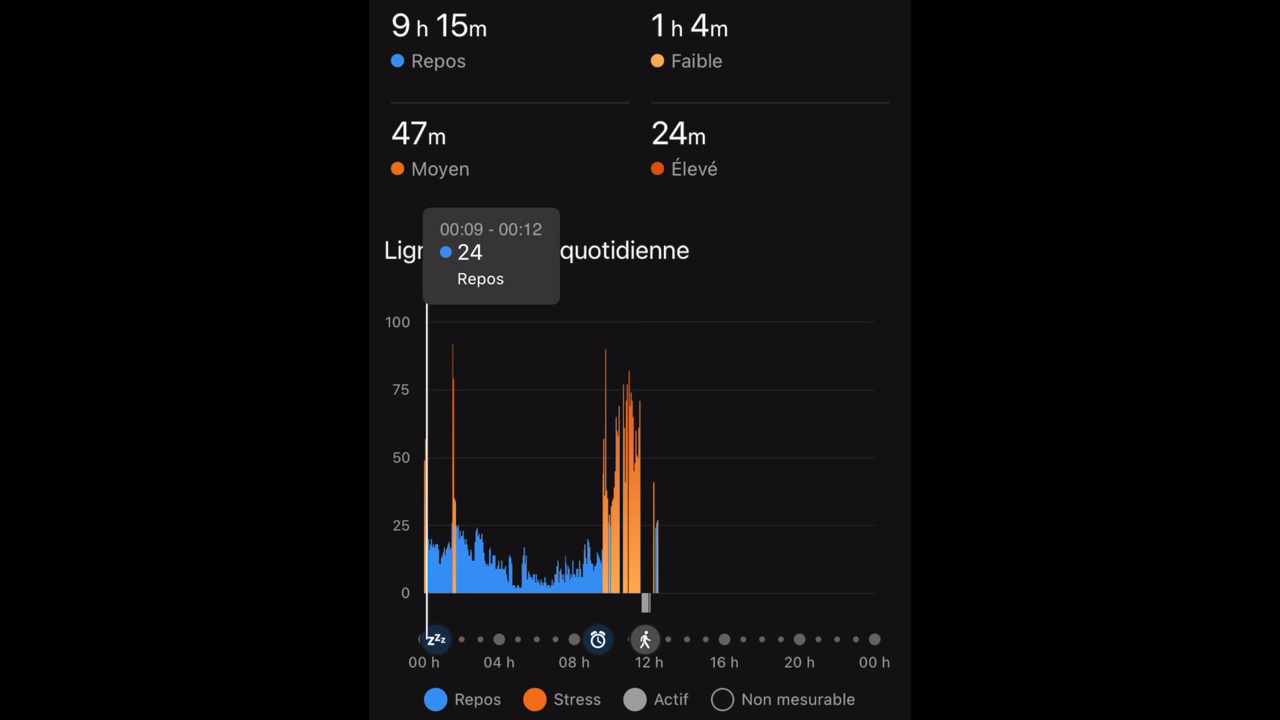 9 h 15m
1 h 4m
Repos
Faible
47m
24m
Moyen
Élevé
00:09 - 00:12
24
Repos
quotidienne
100
75
50
25
0
zzz
00 h
04 h
08 h
12 h
16 h
20 h
00 h
Repos
Stress
Actif
Non mesurable